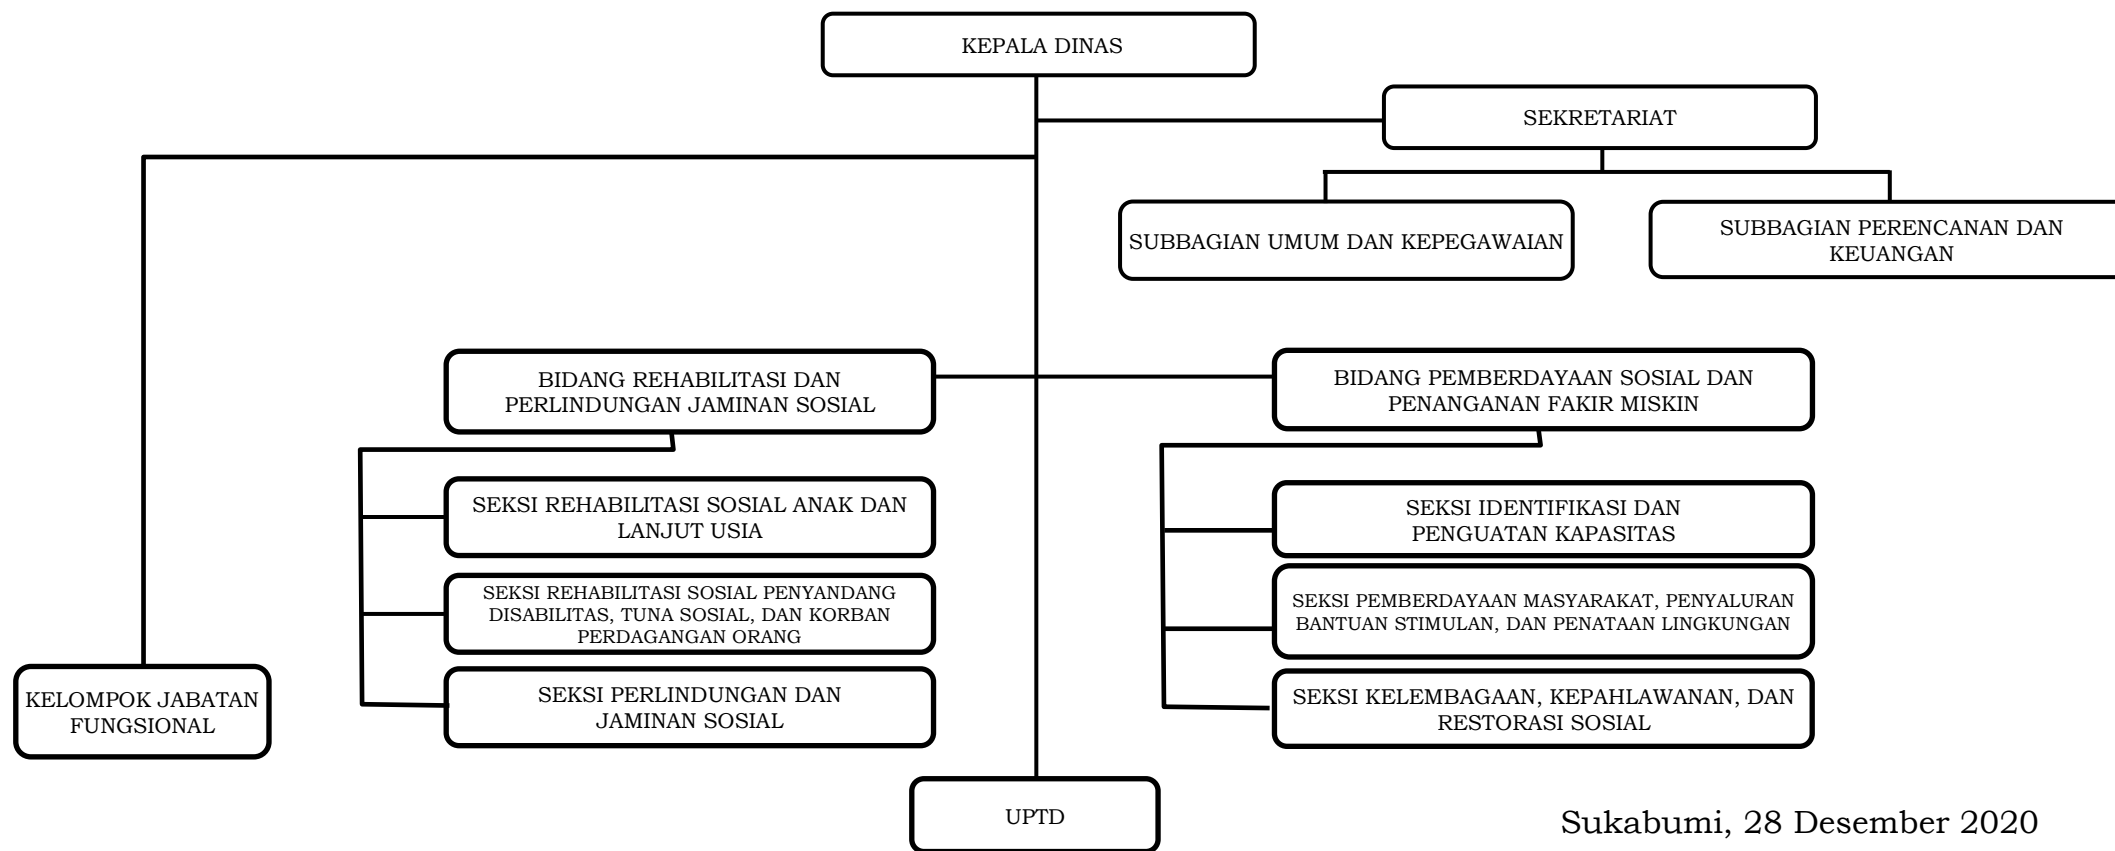 KEPALA DINAS
SEKRETARIAT
SUBBAGIAN UMUM DAN KEPEGAWAIAN
SUBBAGIAN PERENCANAN DAN
KEUANGAN
BIDANG REHABILITASI DAN
PERLINDUNGAN JAMINAN SOSIAL
BIDANG PEMBERDAYAAN SOSIAL DAN
PENANGANAN FAKIR MISKIN
SEKSI REHABILITASI SOSIAL ANAK DAN
LANJUT USIA
SEKSI REHABILITASI SOSIAL PENYANDANG
DISABILITAS, TUNA SOSIAL, DAN KORBAN
PERDAGANGAN ORANG
SEKSI PERLINDUNGAN DAN
JAMINAN SOSIAL
SEKSI IDENTIFIKASI DAN
PENGUATAN KAPASITAS
SEKSI PEMBERDAYAAN MASYARAKAT, PENYALURAN
BANTUAN STIMULAN, DAN PENATAAN LINGKUNGAN
SEKSI KELEMBAGAAN, KEPAHLAWANAN, DAN
RESTORASI SOSIAL
KELOMPOK JABATAN
FUNGSIONAL
UPTD
Sukabumi, 28 Desember 2020